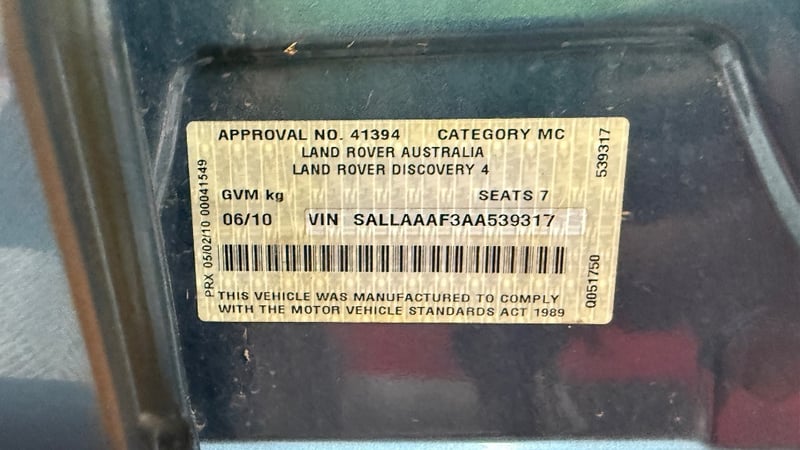 APPROVAL NO. 41394 CATEGORY MC
LAND ROVER AUSTRALIA
LAND ROVER DISCOVERY 4
GVM kg SEATS 7
06/10 VIN SALLAAAF3AA539317
THIS VEHICLE WAS MANUFACTURED TO COMPLY
WITH THE MOTOR VEHICLE STANDARDS ACT 1989
PRX 05/02/10 00041549
539317
Q051750